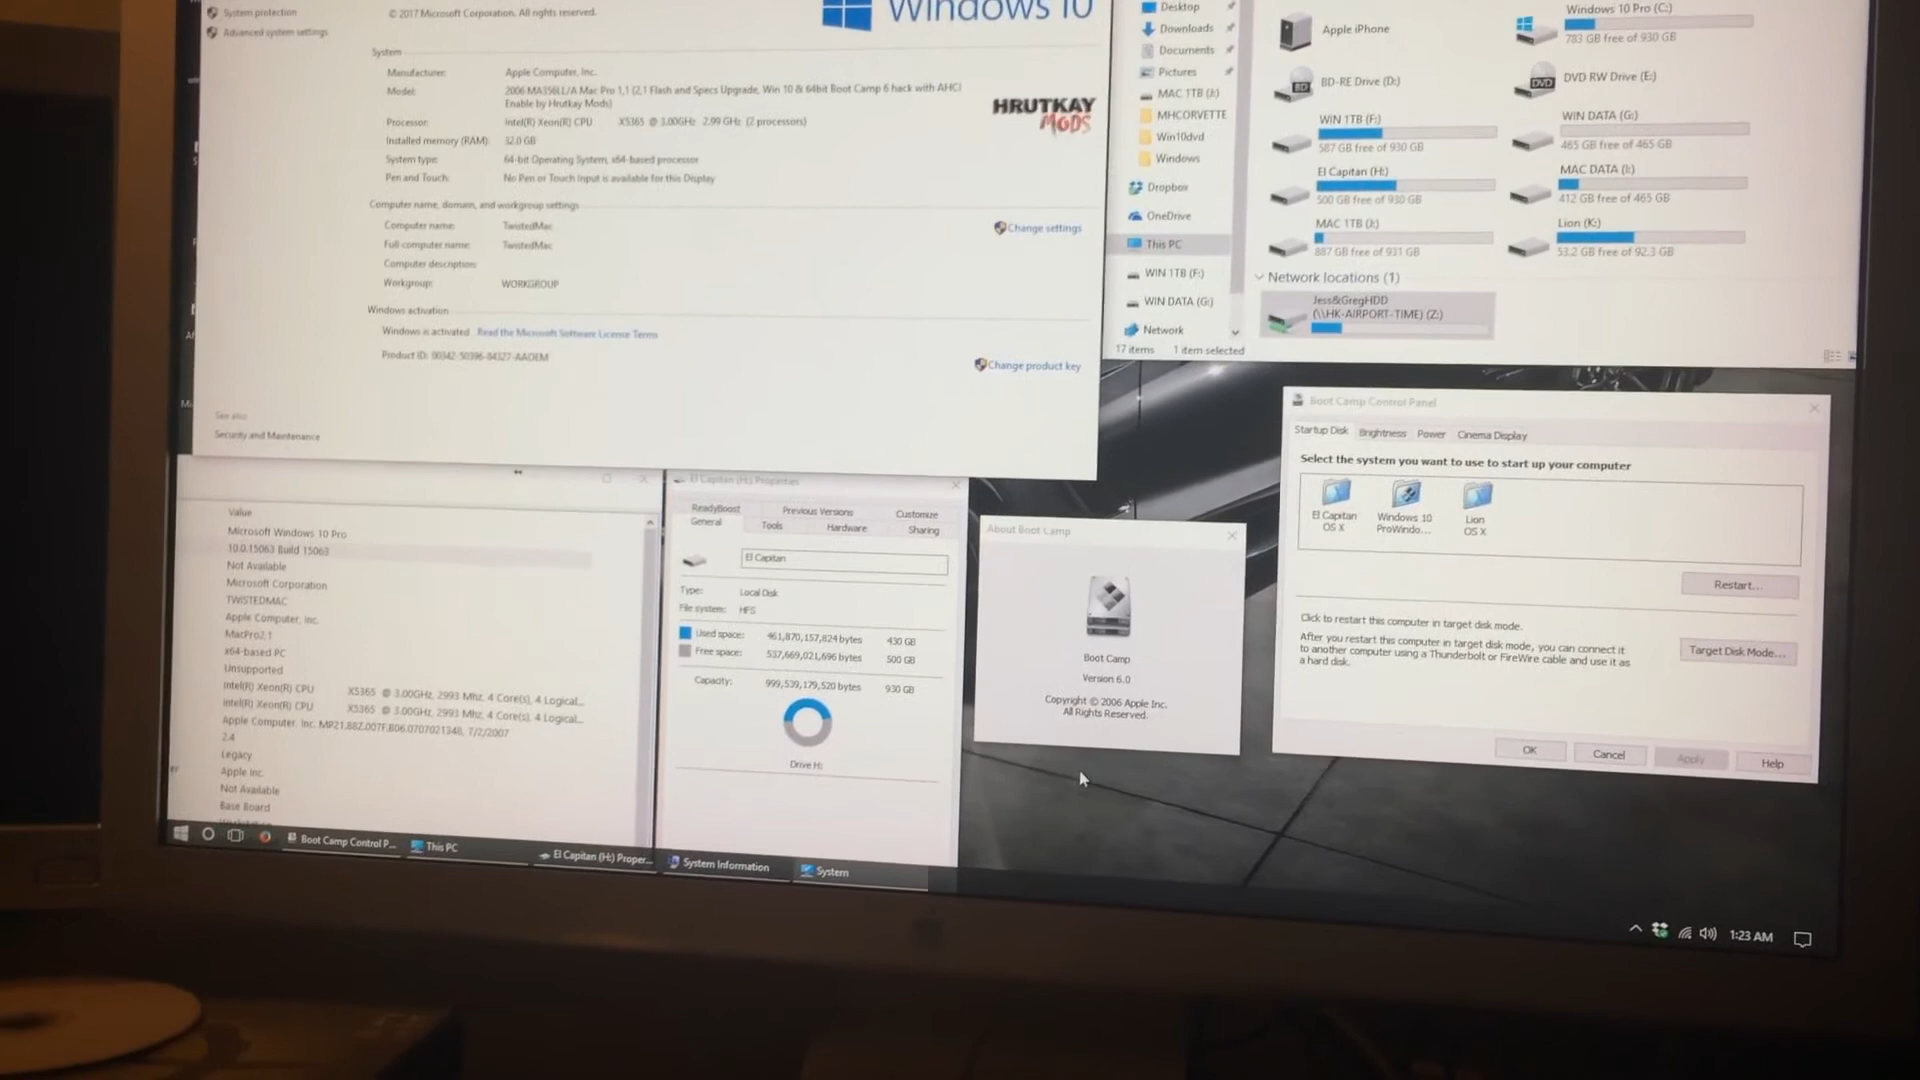 System protection
Advanced system settings
© 2017 Microsoft Corporation. All rights reserved.
Windows 10
System
Manufacturer: Apple Computer, Inc.
Model: 2006 MA356LL/A Mac Pro 1,1 (2,1 Flash and Specs Upgrade, Win 10 & 64bit Boot Camp 6 hack with AHCI
Enable by Hrutkay Mods)
Processor: Intel(R) Xeon(R) CPU X5365 @ 3.00GHz 2.99 GHz (2 processors)
Installed memory (RAM): 32.0 GB
System type: 64-bit Operating System, x64-based processor
Pen and Touch: No Pen or Touch Input is available for this Display
HRUTKAY
MODS
Computer name, domain, and workgroup settings
Computer name: TwistedMac
Full computer name: TwistedMac
Computer description:
Workgroup: WORKGROUP
Change settings
Windows activation
Windows is activated Read the Microsoft Software License Terms
Product ID: 00342-50396-84327-AAOEM
Change product key
See also
Security and Maintenance
Desktop
Downloads
Documents
Pictures
MAC 1TB (J:)
MHCORVETTE
Win10dvd
Windows
Dropbox
OneDrive
This PC
WIN 1TB (F:)
WIN DATA (G:)
Network
17 items 1 item selected
Apple iPhone
Windows 10 Pro (C:)
783 GB free of 930 GB
BD-RE Drive (D:)
BD
DVD RW Drive (E:)
DVD
WIN 1TB (F:)
587 GB free of 930 GB
WIN DATA (G:)
465 GB free of 465 GB
El Capitan (H:)
500 GB free of 930 GB
MAC DATA (I:)
412 GB free of 465 GB
MAC 1TB (J:)
887 GB free of 931 GB
Lion (K:)
53.2 GB free of 92.3 GB
Network locations (1)
Jess&GregHDD
(\\HK-AIRPORT-TIME) (Z:)
Value
Microsoft Windows 10 Pro
10.0.15063 Build 15063
Not Available
Microsoft Corporation
TWISTEDMAC
Apple Computer, Inc.
MacPro2,1
x64-based PC
Unsupported
Intel(R) Xeon(R) CPU X5365 @ 3.00GHz, 2993 Mhz, 4 Core(s), 4 Logical...
Intel(R) Xeon(R) CPU X5365 @ 3.00GHz, 2993 Mhz, 4 Core(s), 4 Logical...
Apple Computer, Inc. MP21.88Z.007F.B06.0707021348, 7/2/2007
2.4
Legacy
Apple Inc.
Not Available
Base Board
El Capitan (H:) Properties
ReadyBoost Previous Versions Customize
General Tools Hardware Sharing
El Capitan
Type: Local Disk
File system: HFS
Used space: 461,870,157,824 bytes 430 GB
Free space: 537,669,021,696 bytes 500 GB
Capacity: 999,539,179,520 bytes 930 GB
Drive H:
About Boot Camp
Boot Camp
Version 6.0
Copyright © 2006 Apple Inc.
All Rights Reserved.
Boot Camp Control Panel
Startup Disk Brightness Power Cinema Display
Select the system you want to use to start up your computer
El Capitan
OS X
Windows 10
ProWindo...
Lion
OS X
Restart...
Click to restart this computer in target disk mode.
After you restart this computer in target disk mode, you can connect it
to another computer using a Thunderbolt or FireWire cable and use it as
a hard disk.
Target Disk Mode...
OK Cancel Apply Help
Boot Camp Control P...
This PC
El Capitan (H:) Proper...
System Information
System
1:23 AM